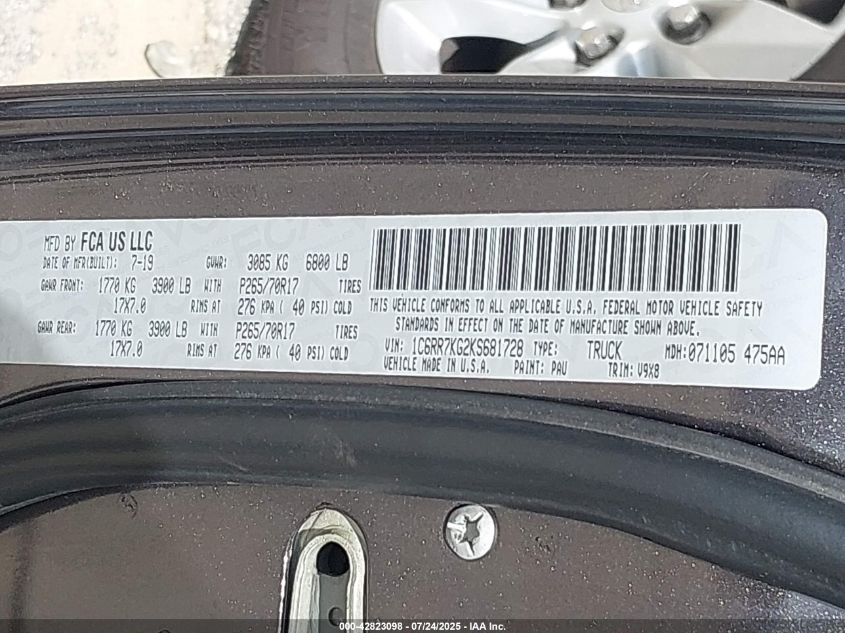 MFD BY FCA US LLC
DATE OF MFR(BUILT): 7-19 GVWR: 3085 KG 6800 LB
GAWR FRONT: 1770 KG 3900 LB WITH P265/70R17 TIRES
17X7.0 RIMS AT 276 KPA ( 40 PSI) COLD
GAWR REAR: 1770 KG 3900 LB WITH P265/70R17 TIRES
17X7.0 RIMS AT 276 KPA ( 40 PSI) COLD
THIS VEHICLE CONFORMS TO ALL APPLICABLE U.S.A. FEDERAL MOTOR VEHICLE SAFETY
STANDARDS IN EFFECT ON THE DATE OF MANUFACTURE SHOWN ABOVE.
VIN: 1C6RR7KG2KS681728 TYPE: TRUCK MDH:071105 475AA
VEHICLE MADE IN U.S.A. PAINT: PAU TRIM: V9X8
000-42823098 - 07/24/2025 - IAA Inc.